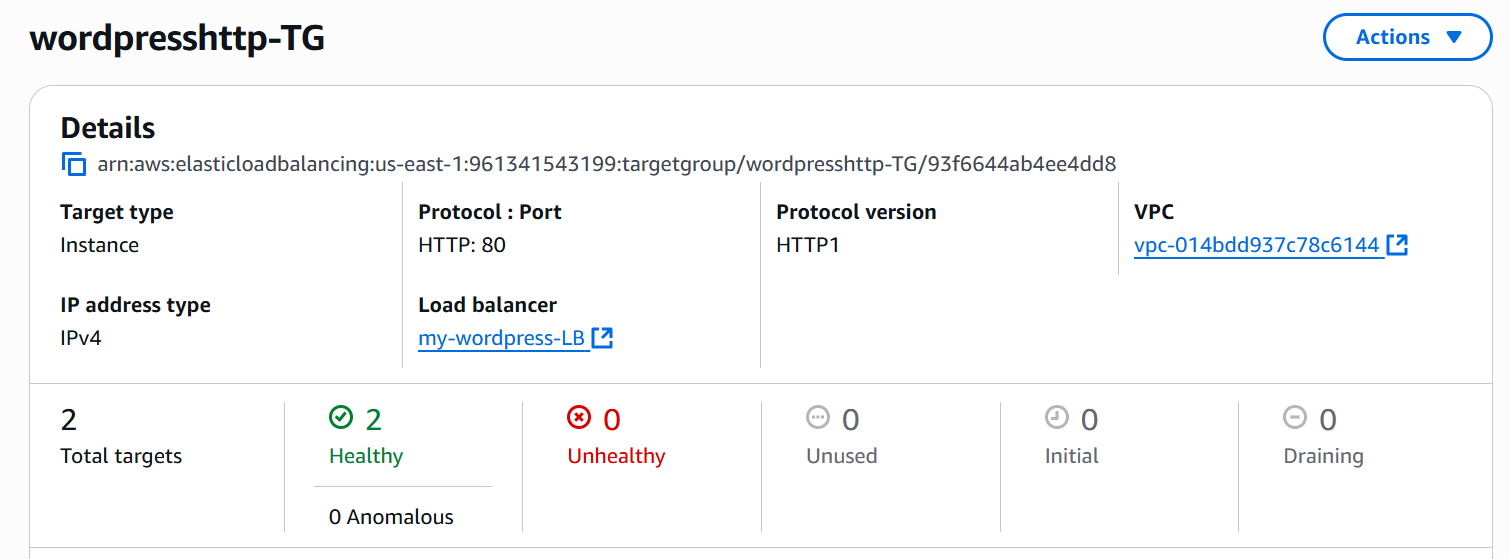 wordpresshttp-TG
Actions
Details
arn:aws:elasticloadbalancing:us-east-1:961341543199:targetgroup/wordpresshttp-TG/93f6644ab4ee4dd8
Target type
Instance
Protocol : Port
HTTP: 80
Protocol version
HTTP1
VPC
vpc-014bdd937c78c6144
IP address type
IPv4
Load balancer
my-wordpress-LB
2
Total targets
2
Healthy
0 Anomalous
0
Unhealthy
0
Unused
0
Initial
0
Draining